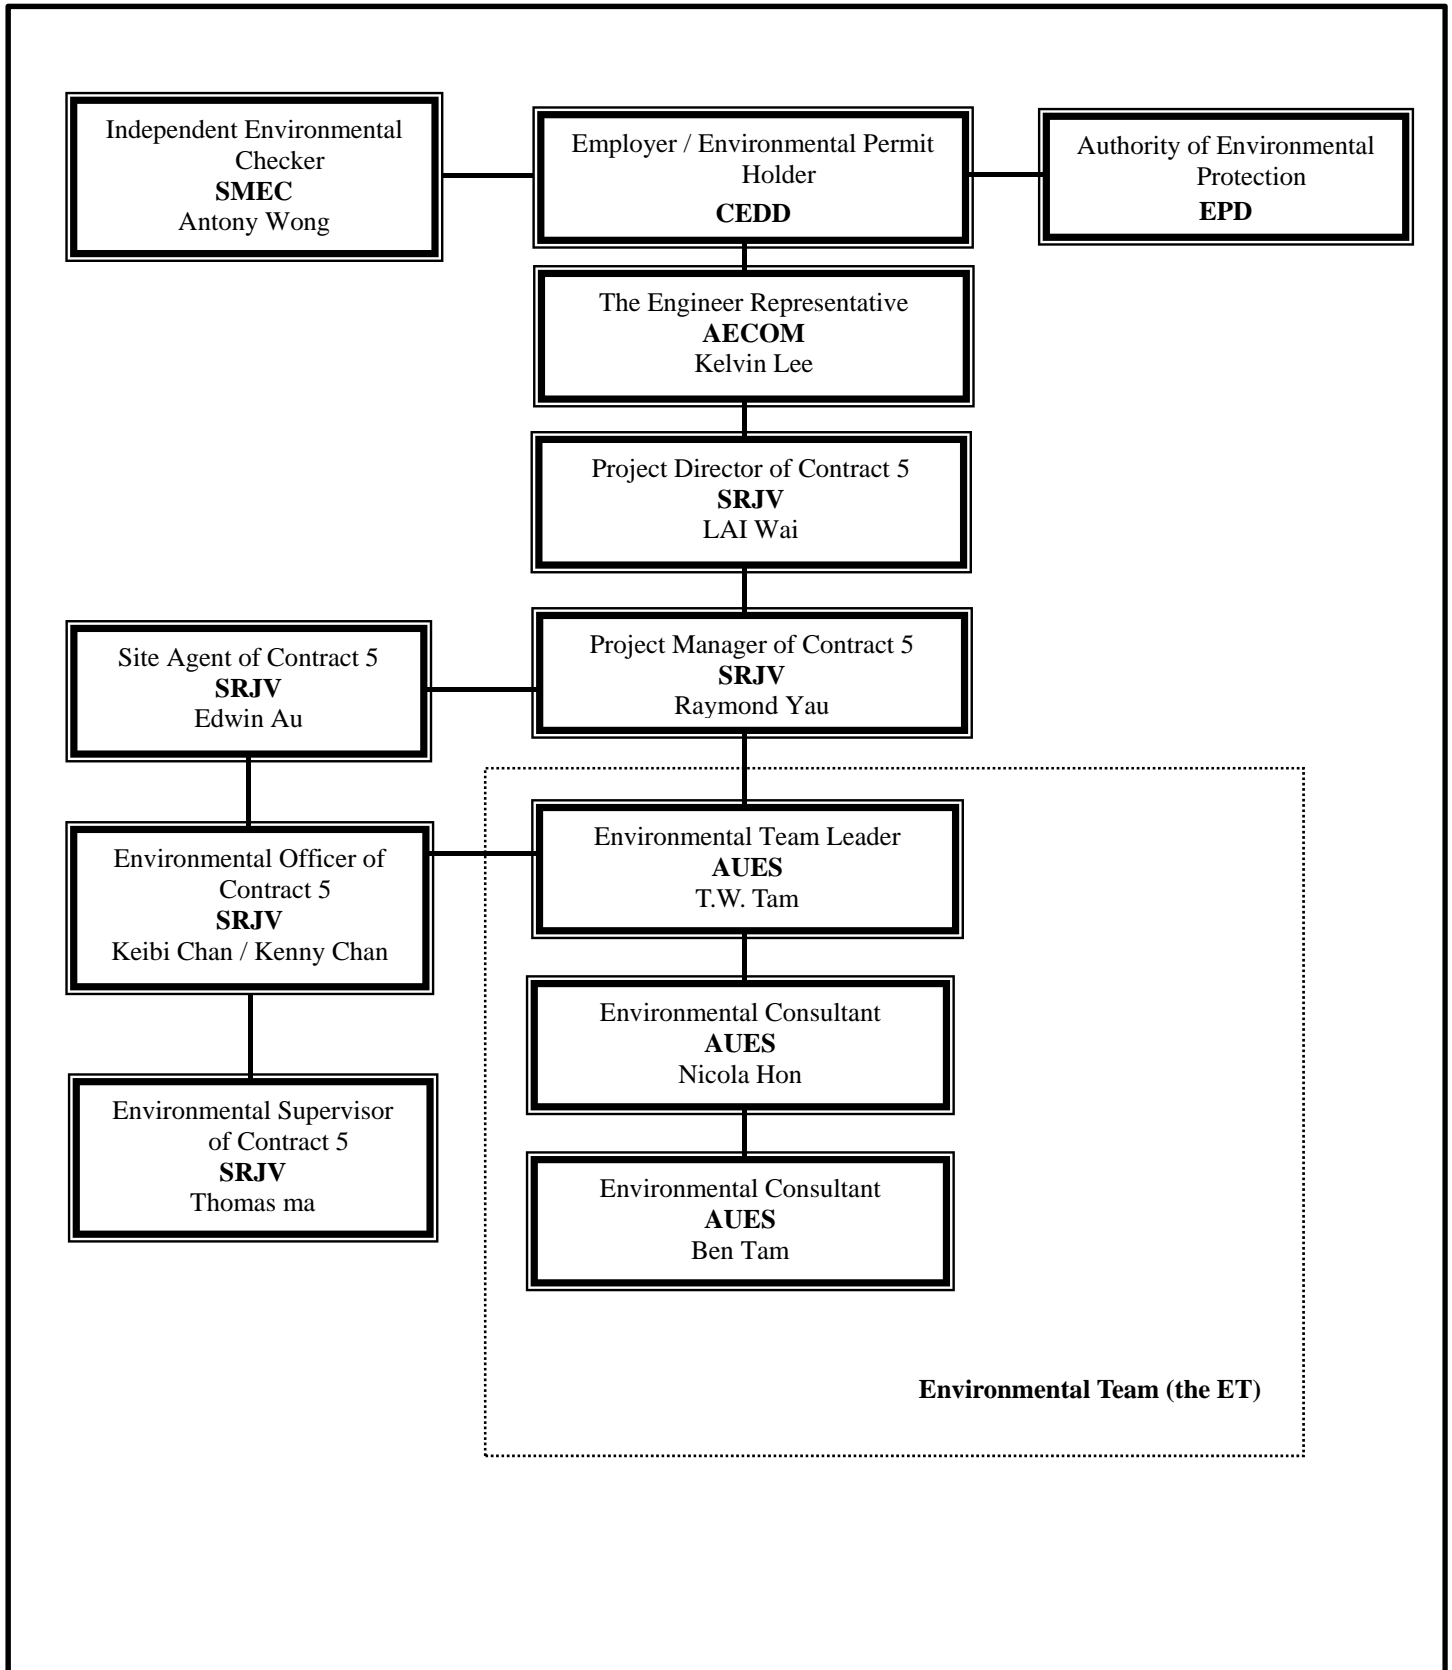 Independent Environmental
Checker
SMEC
Antony Wong
Employer / Environmental Permit
Holder
CEDD
Authority of Environmental
Protection
EPD
The Engineer Representative
AECOM
Kelvin Lee
Project Director of Contract 5
SRJV
LAI Wai
Project Manager of Contract 5
SRJV
Raymond Yau
Site Agent of Contract 5
SRJV
Edwin Au
Environmental Team Leader
AUES
T.W. Tam
Environmental Officer of
Contract 5
SRJV
Keibi Chan / Kenny Chan
Environmental Consultant
AUES
Nicola Hon
Environmental Supervisor
of Contract 5
SRJV
Thomas ma
Environmental Consultant
AUES
Ben Tam
Environmental Team (the ET)